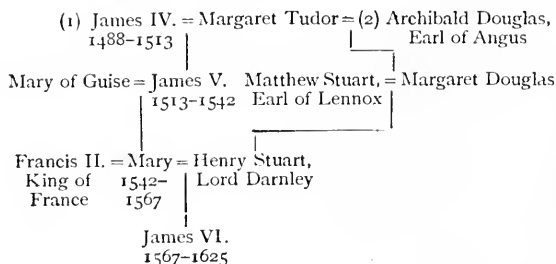 (1) James IV. = Margaret Tudor = (2) Archibald Douglas,
1488–1513 Earl of Angus
Mary of Guise = James V. Matthew Stuart, = Margaret Douglas
1513–1542 Earl of Lennox
Francis II. = Mary = Henry Stuart,
King of 1542– Lord Darnley
France 1567
James VI.
1567–1625